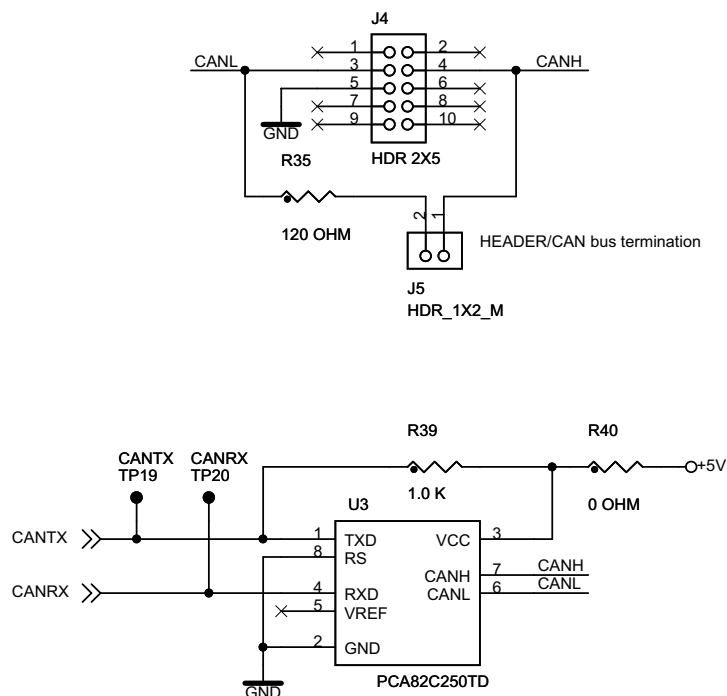 J4
1 2
CANL 3 4 CANH
5 6
7 8
9 10
GND
R35 HDR 2X5
120 OHM
2 1
HEADER/CAN bus termination
J5
HDR_1X2_M
R39 R40
CANTX CANRX
TP19 TP20
+5V
1.0 K 0 OHM
U3
CANTX 1 TXD VCC 3
8 RS
CANH 7 CANH
CANRX 4 RXD CANL 6 CANL
5 VREF
2 GND
GND
PCA82C250TD